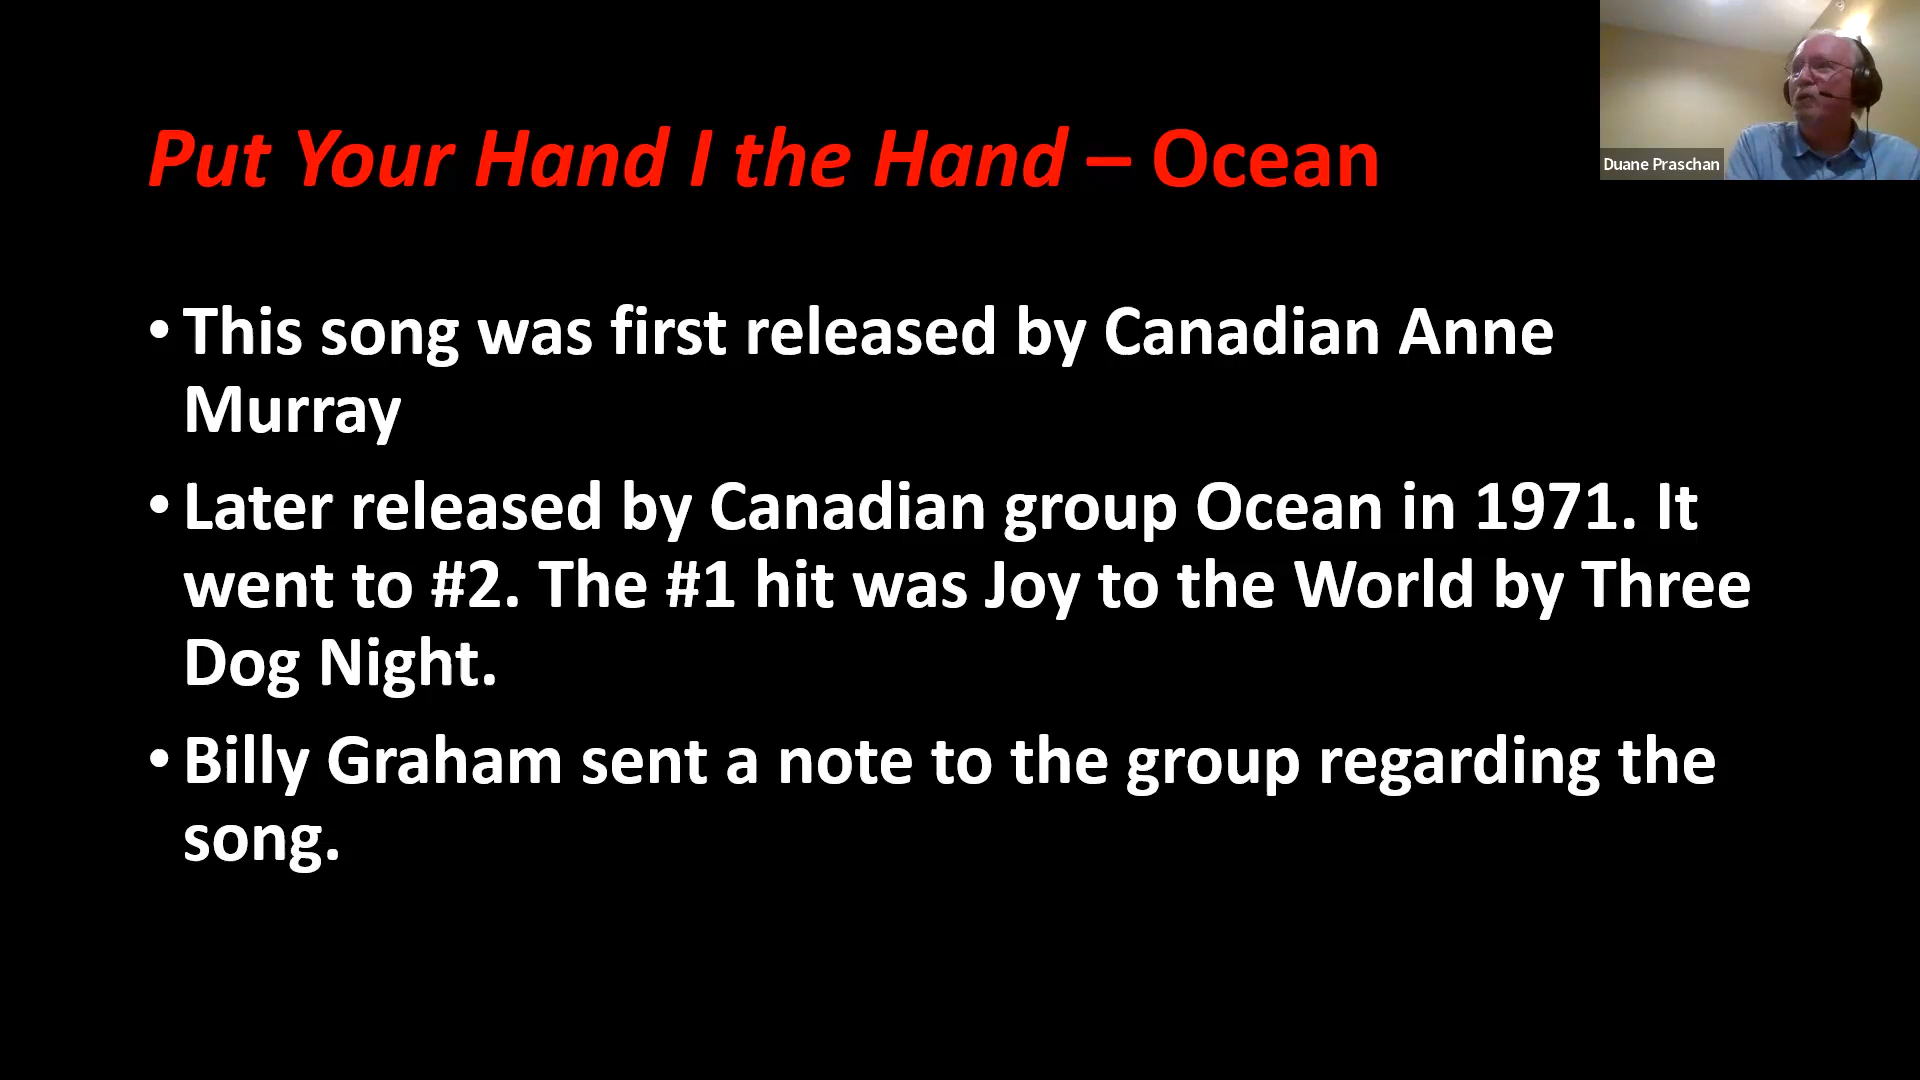 Put Your Hand I the Hand – Ocean
Duane Praschan
• This song was first released by Canadian Anne
Murray
• Later released by Canadian group Ocean in 1971. It
went to #2. The #1 hit was Joy to the World by Three
Dog Night.
• Billy Graham sent a note to the group regarding the
song.